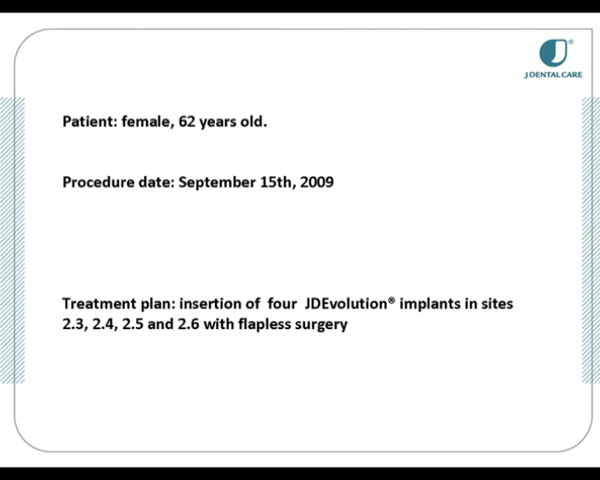 J®
J DENTAL CARE
Patient: female, 62 years old.
Procedure date: September 15th, 2009
Treatment plan: insertion of four JDEvolution® implants in sites
2.3, 2.4, 2.5 and 2.6 with flapless surgery